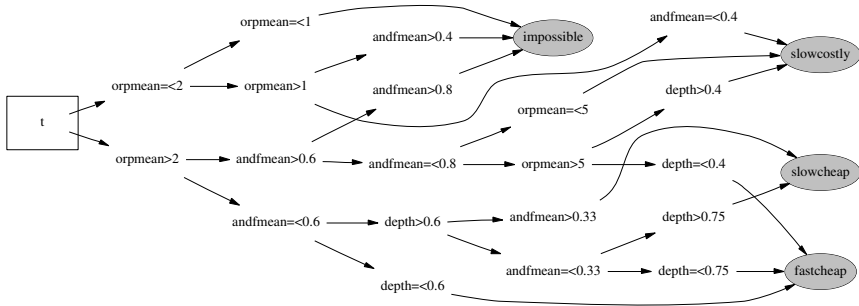 orpmean=<1
andfmean=<0.4
andfmean>0.4
impossible
slowcostly
orpmean=<2
orpmean>1
andfmean>0.8
depth>0.4
orpmean=<5
t
orpmean>2
andfmean>0.6
andfmean=<0.8
orpmean>5
depth=<0.4
slowcheap
andfmean=<0.6
depth>0.6
andfmean>0.33
depth>0.75
andfmean=<0.33
depth=<0.75
fastcheap
depth=<0.6